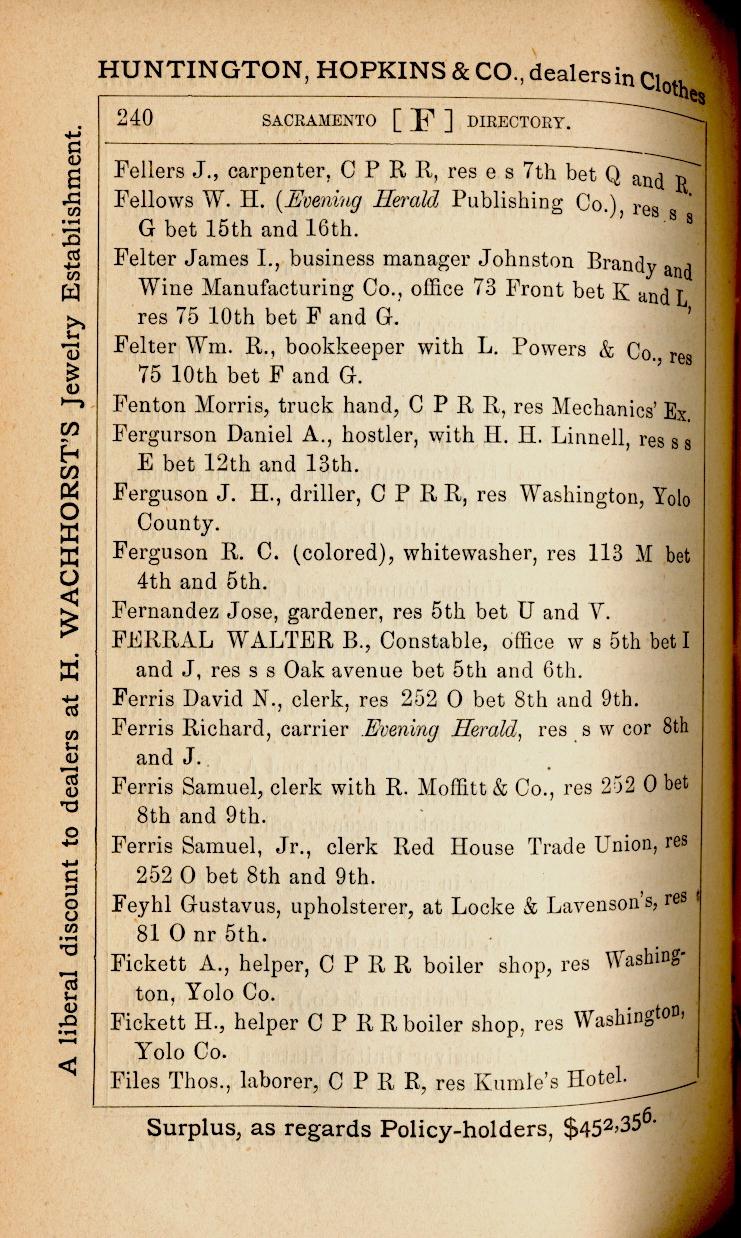 HUNTINGTON, HOPKINS & CO., dealers in Clothes
240 SACRAMENTO [F] DIRECTORY.
Fellers J., carpenter, C P R R, res e s 7th bet Q and R.
Fellows W. H. (Evening Herald Publishing Co.), res s s
G bet 15th and 16th.
Felter James I., business manager Johnston Brandy and
Wine Manufacturing Co., office 73 Front bet K and L,
res 75 10th bet F and G.
Felter Wm. R., bookkeeper with L. Powers & Co., res
75 10th bet F and G.
Fenton Morris, truck hand, C P R R, res Mechanics' Ex.
Fergurson Daniel A., hostler, with H. H. Linnell, res s s
E bet 12th and 13th.
Ferguson J. H., driller, C P R R, res Washington, Yolo
County.
Ferguson R. C. (colored), whitewasher, res 113 M bet
4th and 5th.
Fernandez Jose, gardener, res 5th bet U and V.
FERRAL WALTER B., Constable, office w s 5th bet I
and J, res s s Oak avenue bet 5th and 6th.
Ferris David N., clerk, res 252 O bet 8th and 9th.
Ferris Richard, carrier Evening Herald, res s w cor 8th
and J.
Ferris Samuel, clerk with R. Moffitt & Co., res 252 O bet
8th and 9th.
Ferris Samuel, Jr., clerk Red House Trade Union, res
252 O bet 8th and 9th.
Feyhl Gustavus, upholsterer, at Locke & Lavenson's, res
81 O nr 5th.
Fickett A., helper, C P R R boiler shop, res Washing-
ton, Yolo Co.
Fickett H., helper C P R R boiler shop, res Washington,
Yolo Co.
Files Thos., laborer, C P R R, res Kumle's Hotel.
Surplus, as regards Policy-holders, $452,356.
A liberal discount to dealers at H. WACHHORST'S Jewelry Establishment.